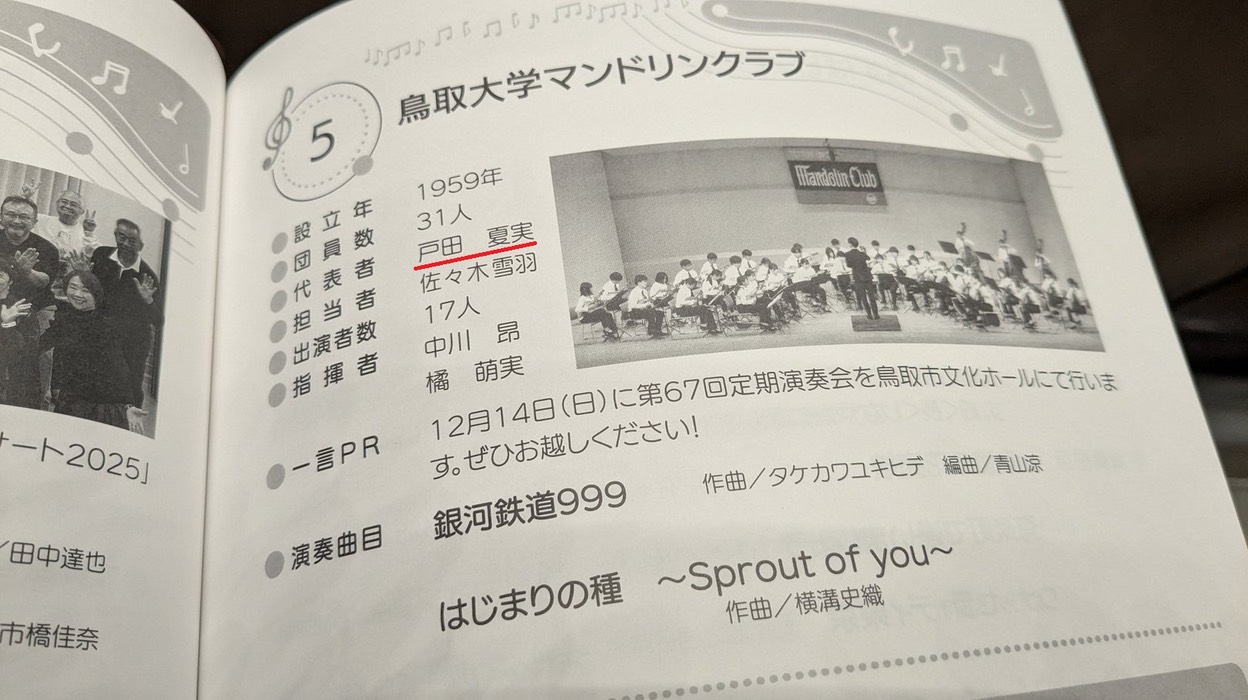 5
鳥取大学マンドリンクラブ
設立年 1959年
団員数 31人
代表者 戸田 夏実
担当者 佐々木雪羽
出演者数 17人
指揮者 中川 昂
橘 萌実
Mandolin Club
一言PR 12月14日(日)に第67回定期演奏会を鳥取市文化ホールにて行いま
す。ぜひお越しください!
演奏曲目 銀河鉄道999 作曲/タケカワユキヒデ 編曲/青山涼
はじまりの種 ~Sprout of you~
作曲/横溝史織
ート2025」
/田中達也
市橋佳奈